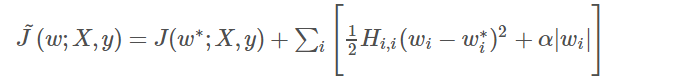 J̃ (w; X, y) = J(w*; X, y) + ∑ᵢ [ ½ Hᵢ,ᵢ(wᵢ − wᵢ*)² + α|wᵢ| ]